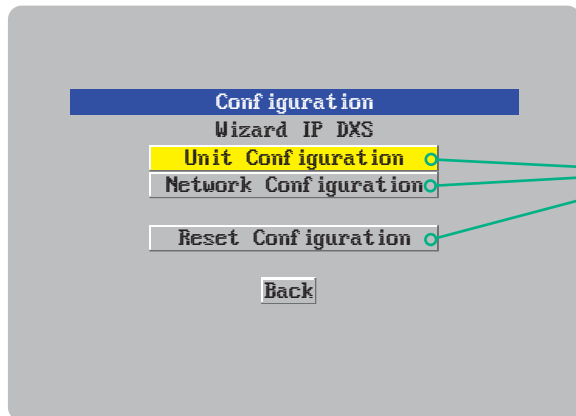 Configuration
Wizard IP DXS
Unit Configuration
Network Configuration
Reset Configuration
Back